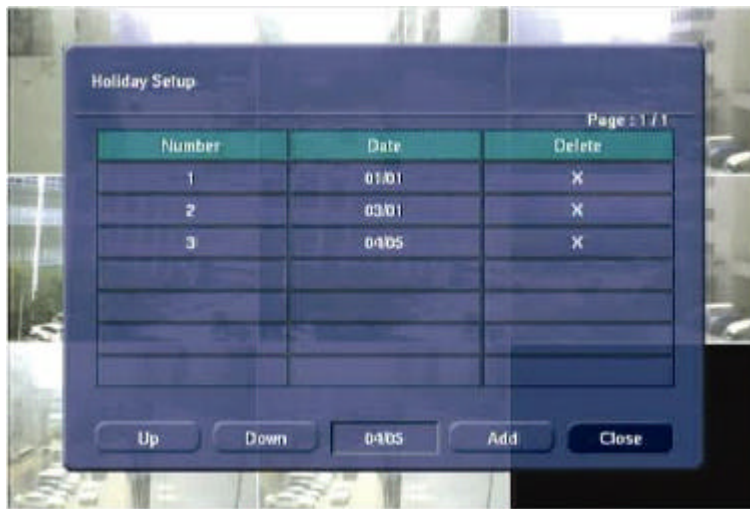 Holiday Setup
Page : 1 / 1
Number Date Delete
1 01/01 X
2 03/01 X
3 04/05 X
Up Down 04/05 Add Close